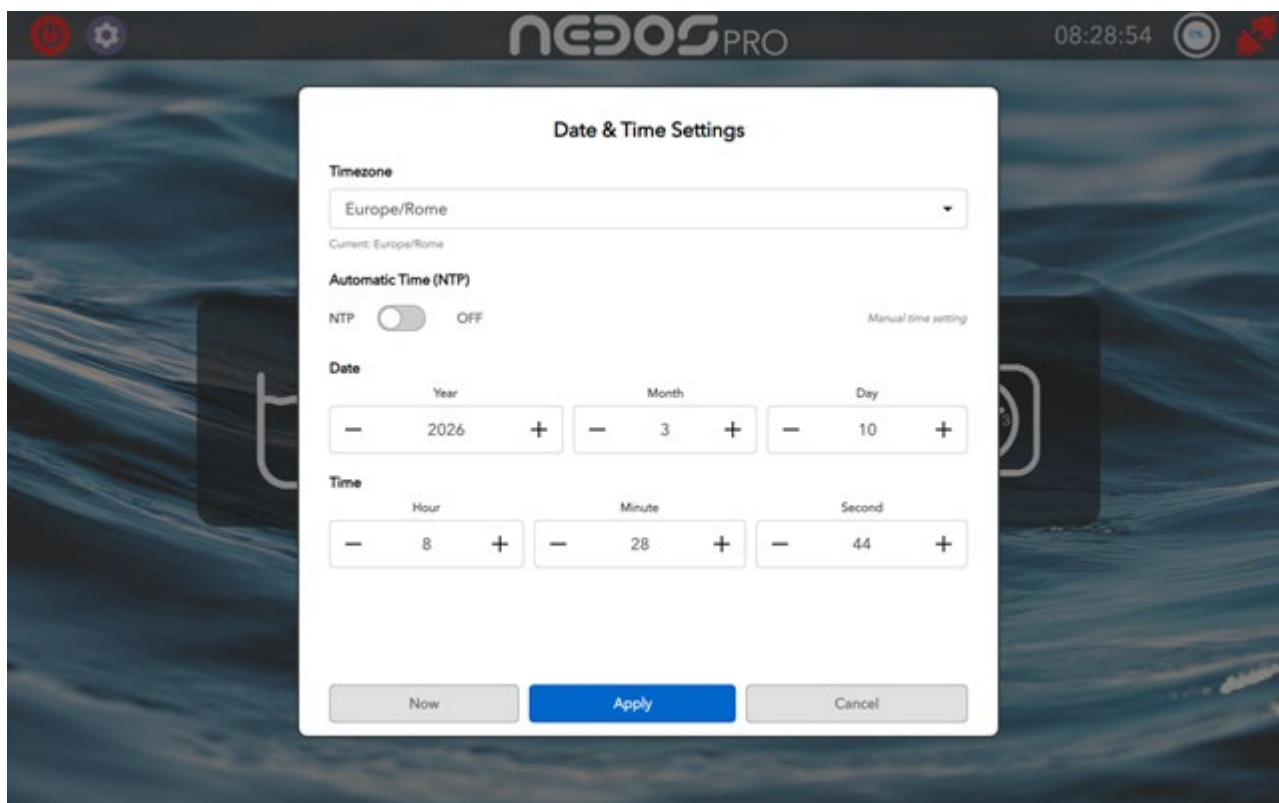 NEDOS PRO 08:28:54 0%
Date & Time Settings
Timezone
Europe/Rome
Current: Europe/Rome
Automatic Time (NTP)
NTP OFF Manual time setting
Date
Year Month Day
− 2026 + − 3 + − 10 +
Time
Hour Minute Second
− 8 + − 28 + − 44 +
Now Apply Cancel